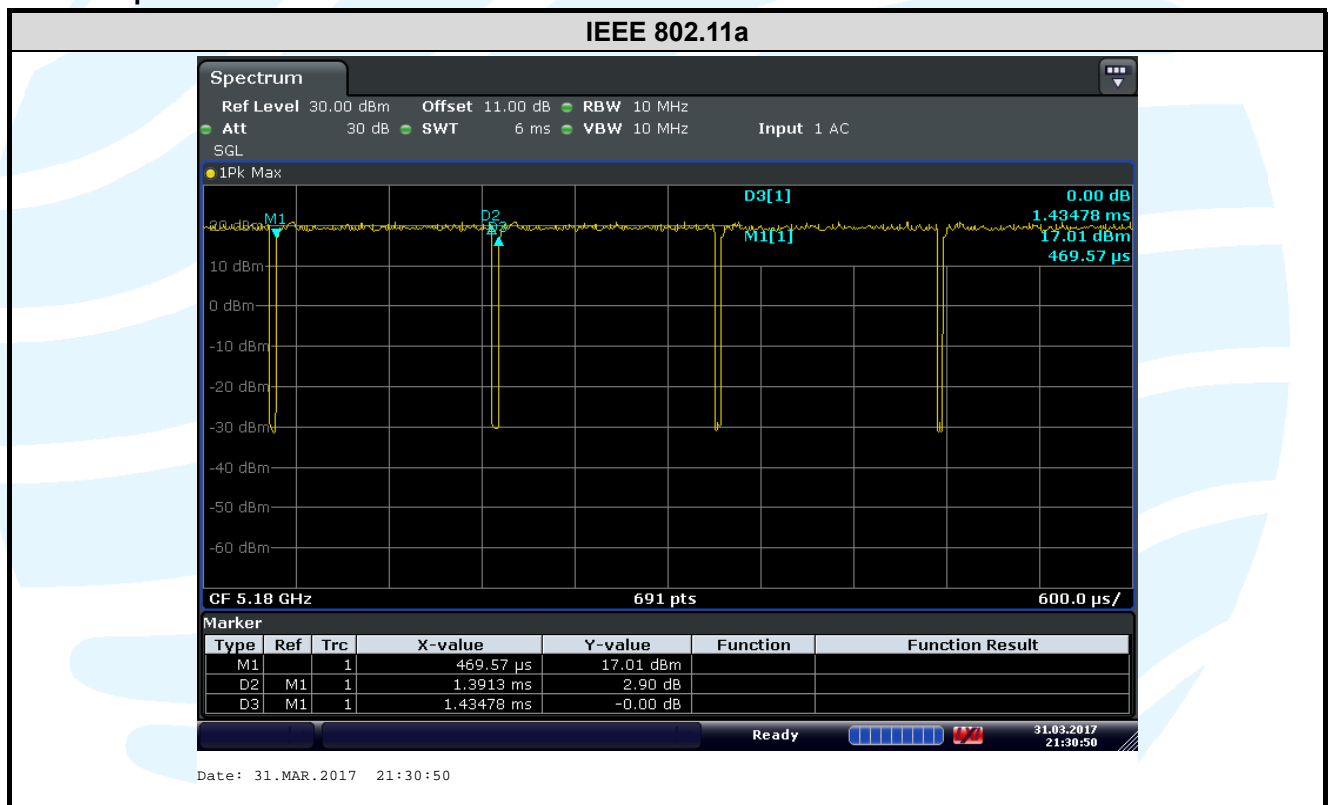 IEEE 802.11a
Spectrum
Ref Level 30.00 dBm Offset 11.00 dB RBW 10 MHz
Att 30 dB SWT 6 ms VBW 10 MHz Input 1 AC
SGL
1Pk Max
D3[1] 0.00 dB
1.43478 ms
M1[1] 17.01 dBm
469.57 µs
M1
D2
D3
20 dBm
10 dBm
0 dBm
-10 dBm
-20 dBm
-30 dBm
-40 dBm
-50 dBm
-60 dBm
CF 5.18 GHz 691 pts 600.0 µs/
Marker
Type Ref Trc X-value Y-value Function Function Result
M1 1 469.57 µs 17.01 dBm
D2 M1 1 1.3913 ms 2.90 dB
D3 M1 1 1.43478 ms -0.00 dB
Ready 31.03.2017
21:30:50
Date: 31.MAR.2017 21:30:50